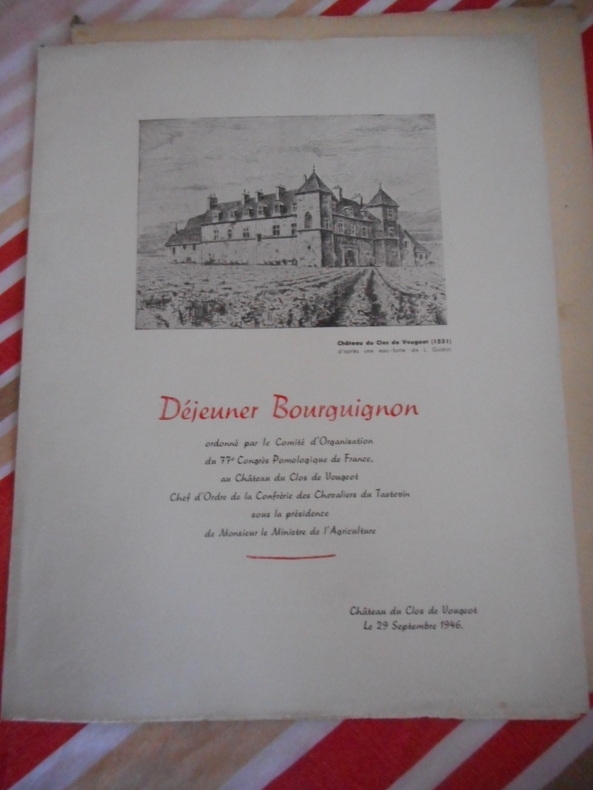 Château du Clos de Vougeot (1551)
d'après une eau-forte de L.
Déjeuner Bourguignon
ordonné par le Comité d'Organisation
du 77e Congrès Pomologique de France,
au Château du Clos de Vougeot
Chef d'Ordre de la Confrérie des Chevaliers du Tastevin
sous la présidence
de Monsieur le Ministre de l'Agriculture
Château du Clos de Vougeot
Le 29 Septembre 1946.